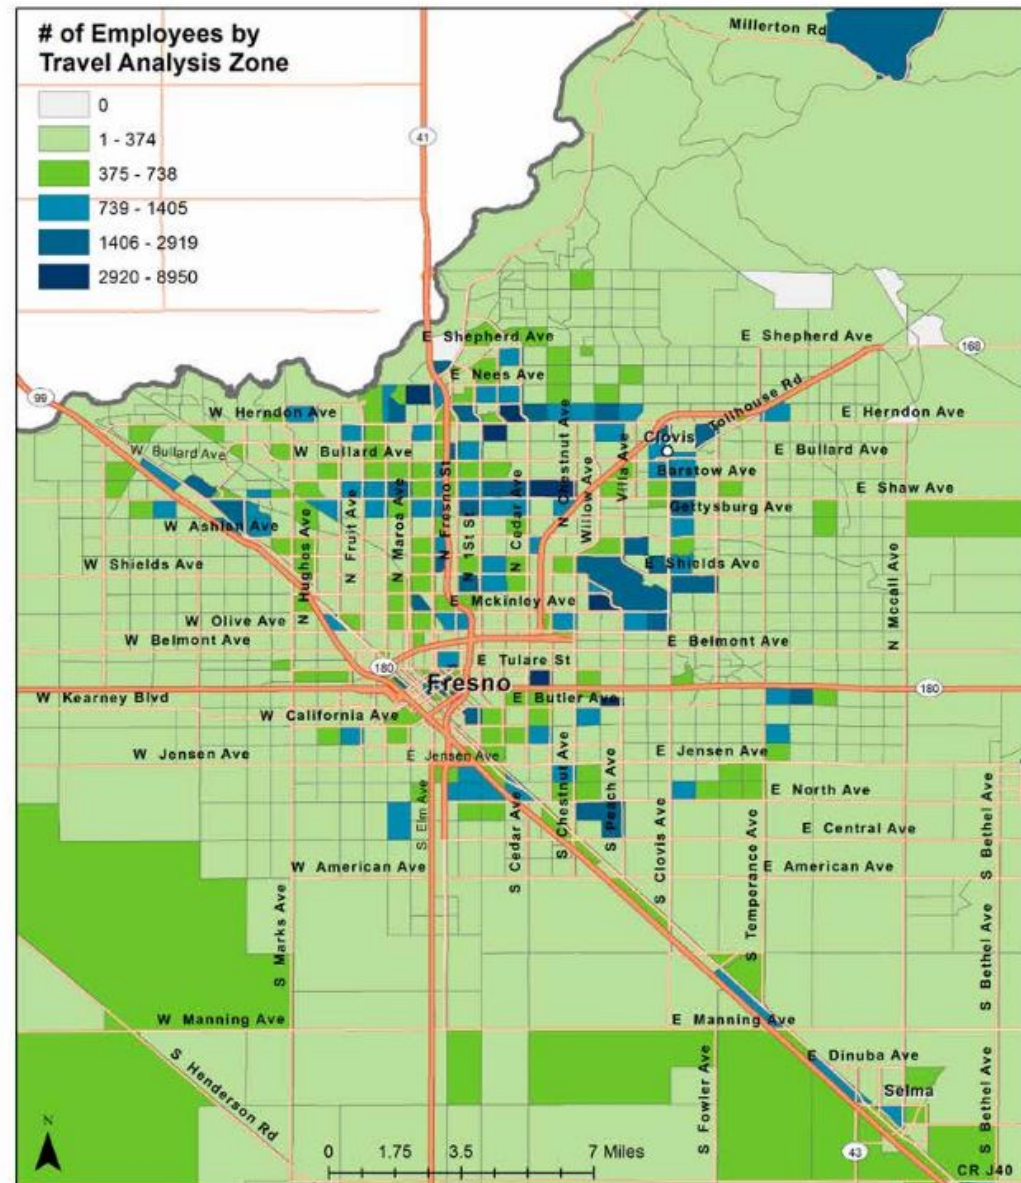 # of Employees by
Travel Analysis Zone
0
1 - 374
375 - 738
739 - 1405
1406 - 2919
2920 - 8950
Millerton Rd
41
E Shepherd Ave
E Shepherd Ave
168
E Nees Ave
99
W Herndon Ave
Tollhouse Rd
E Herndon Ave
Clovis
W Bullard Ave
W Bullard Ave
E Bullard Ave
Barstow Ave
E Shaw Ave
Gettysburg Ave
W Ashlan Ave
N Hughes Ave
N Fruit Ave
N Maroa Ave
N Fresno St
N 1St St
N Cedar Ave
N Chestnut Ave
Willow Ave
Villa Ave
N Mccall Ave
W Shields Ave
E Shields Ave
E Mckinley Ave
W Olive Ave
W Belmont Ave
E Belmont Ave
E Tulare St
180
Fresno
W Kearney Blvd
E Butler Ave
180
W California Ave
W Jensen Ave
E Jensen Ave
E Jensen Ave
E North Ave
S Elm Ave
S Cedar Ave
S Chestnut Ave
S Peach Ave
S Clovis Ave
S Temperance Ave
E Central Ave
S Bethel Ave
W American Ave
E American Ave
S Marks Ave
S Bethel Ave
W Manning Ave
E Manning Ave
S Henderson Rd
E Dinuba Ave
S Fowler Ave
Selma
S Bethel Ave
N
0 1.75 3.5 7 Miles
43
CR J40